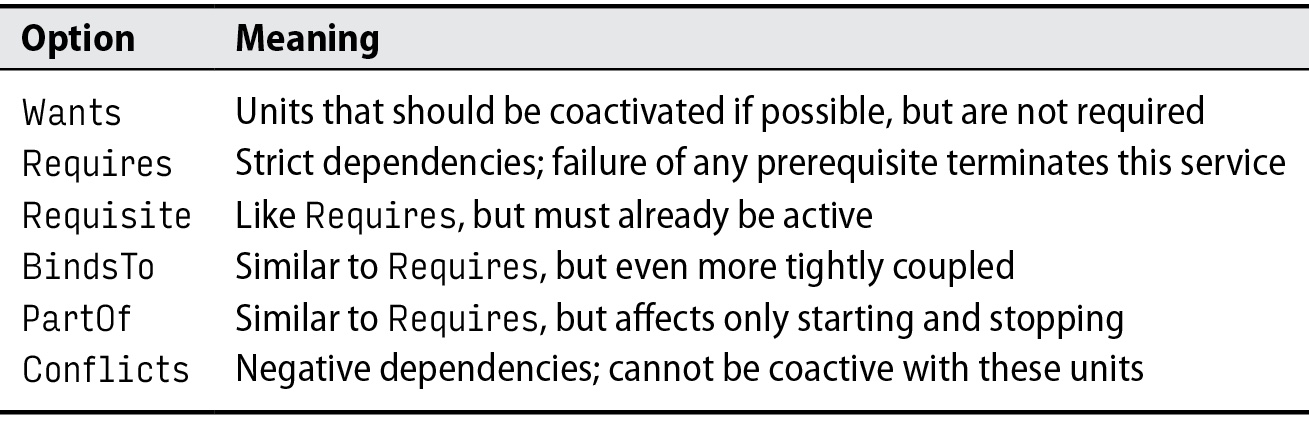 Option Meaning
Wants Units that should be coactivated if possible, but are not required
Requires Strict dependencies; failure of any prerequisite terminates this service
Requisite Like Requires, but must already be active
BindsTo Similar to Requires, but even more tightly coupled
PartOf Similar to Requires, but affects only starting and stopping
Conflicts Negative dependencies; cannot be coactive with these units